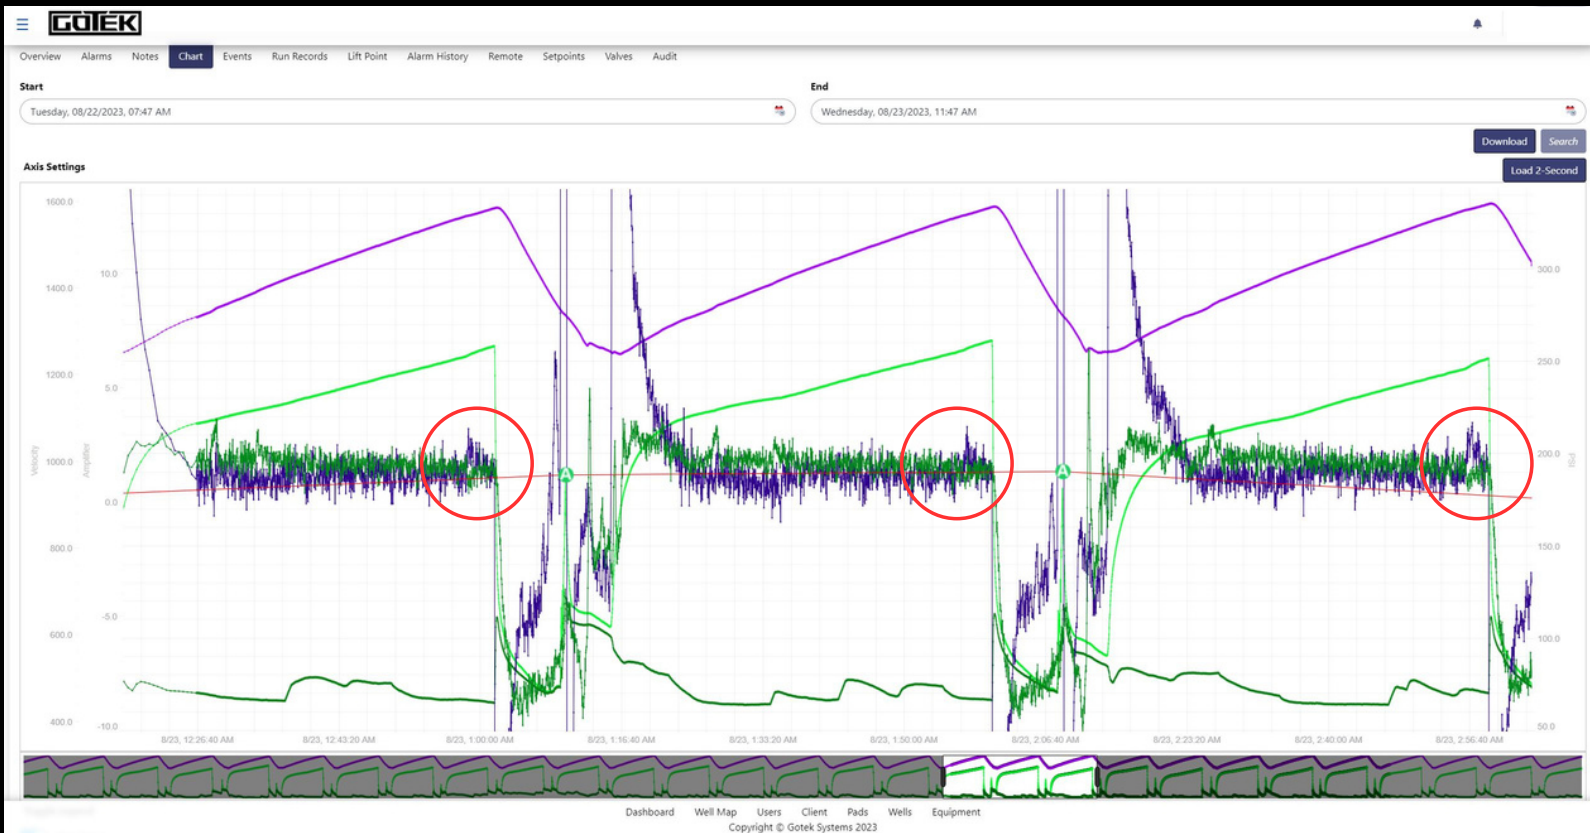 GOTEK
Overview Alarms Notes Chart Events Run Records Lift Point Alarm History Remote Setpoints Valves Audit
Start End
Tuesday, 08/22/2023, 07:47 AM Wednesday, 08/23/2023, 11:47 AM
Download Search
Axis Settings Load 2-Second
1600.0
10.0 300.0
1400.0
250.0
1200.0 5.0
Velocity Amplifier 1000.0 200.0 PSI
0.0
800.0 150.0
-5.0
600.0 100.0
400.0 -10.0 50.0
A A
8/23, 12:26:40 AM 8/23, 12:43:20 AM 8/23, 1:00:00 AM 8/23, 1:16:40 AM 8/23, 1:33:20 AM 8/23, 1:50:00 AM 8/23, 2:06:40 AM 8/23, 2:23:20 AM 8/23, 2:40:00 AM 8/23, 2:56:40 AM
Dashboard Well Map Users Client Pads Wells Equipment
Copyright © Gotek Systems 2023